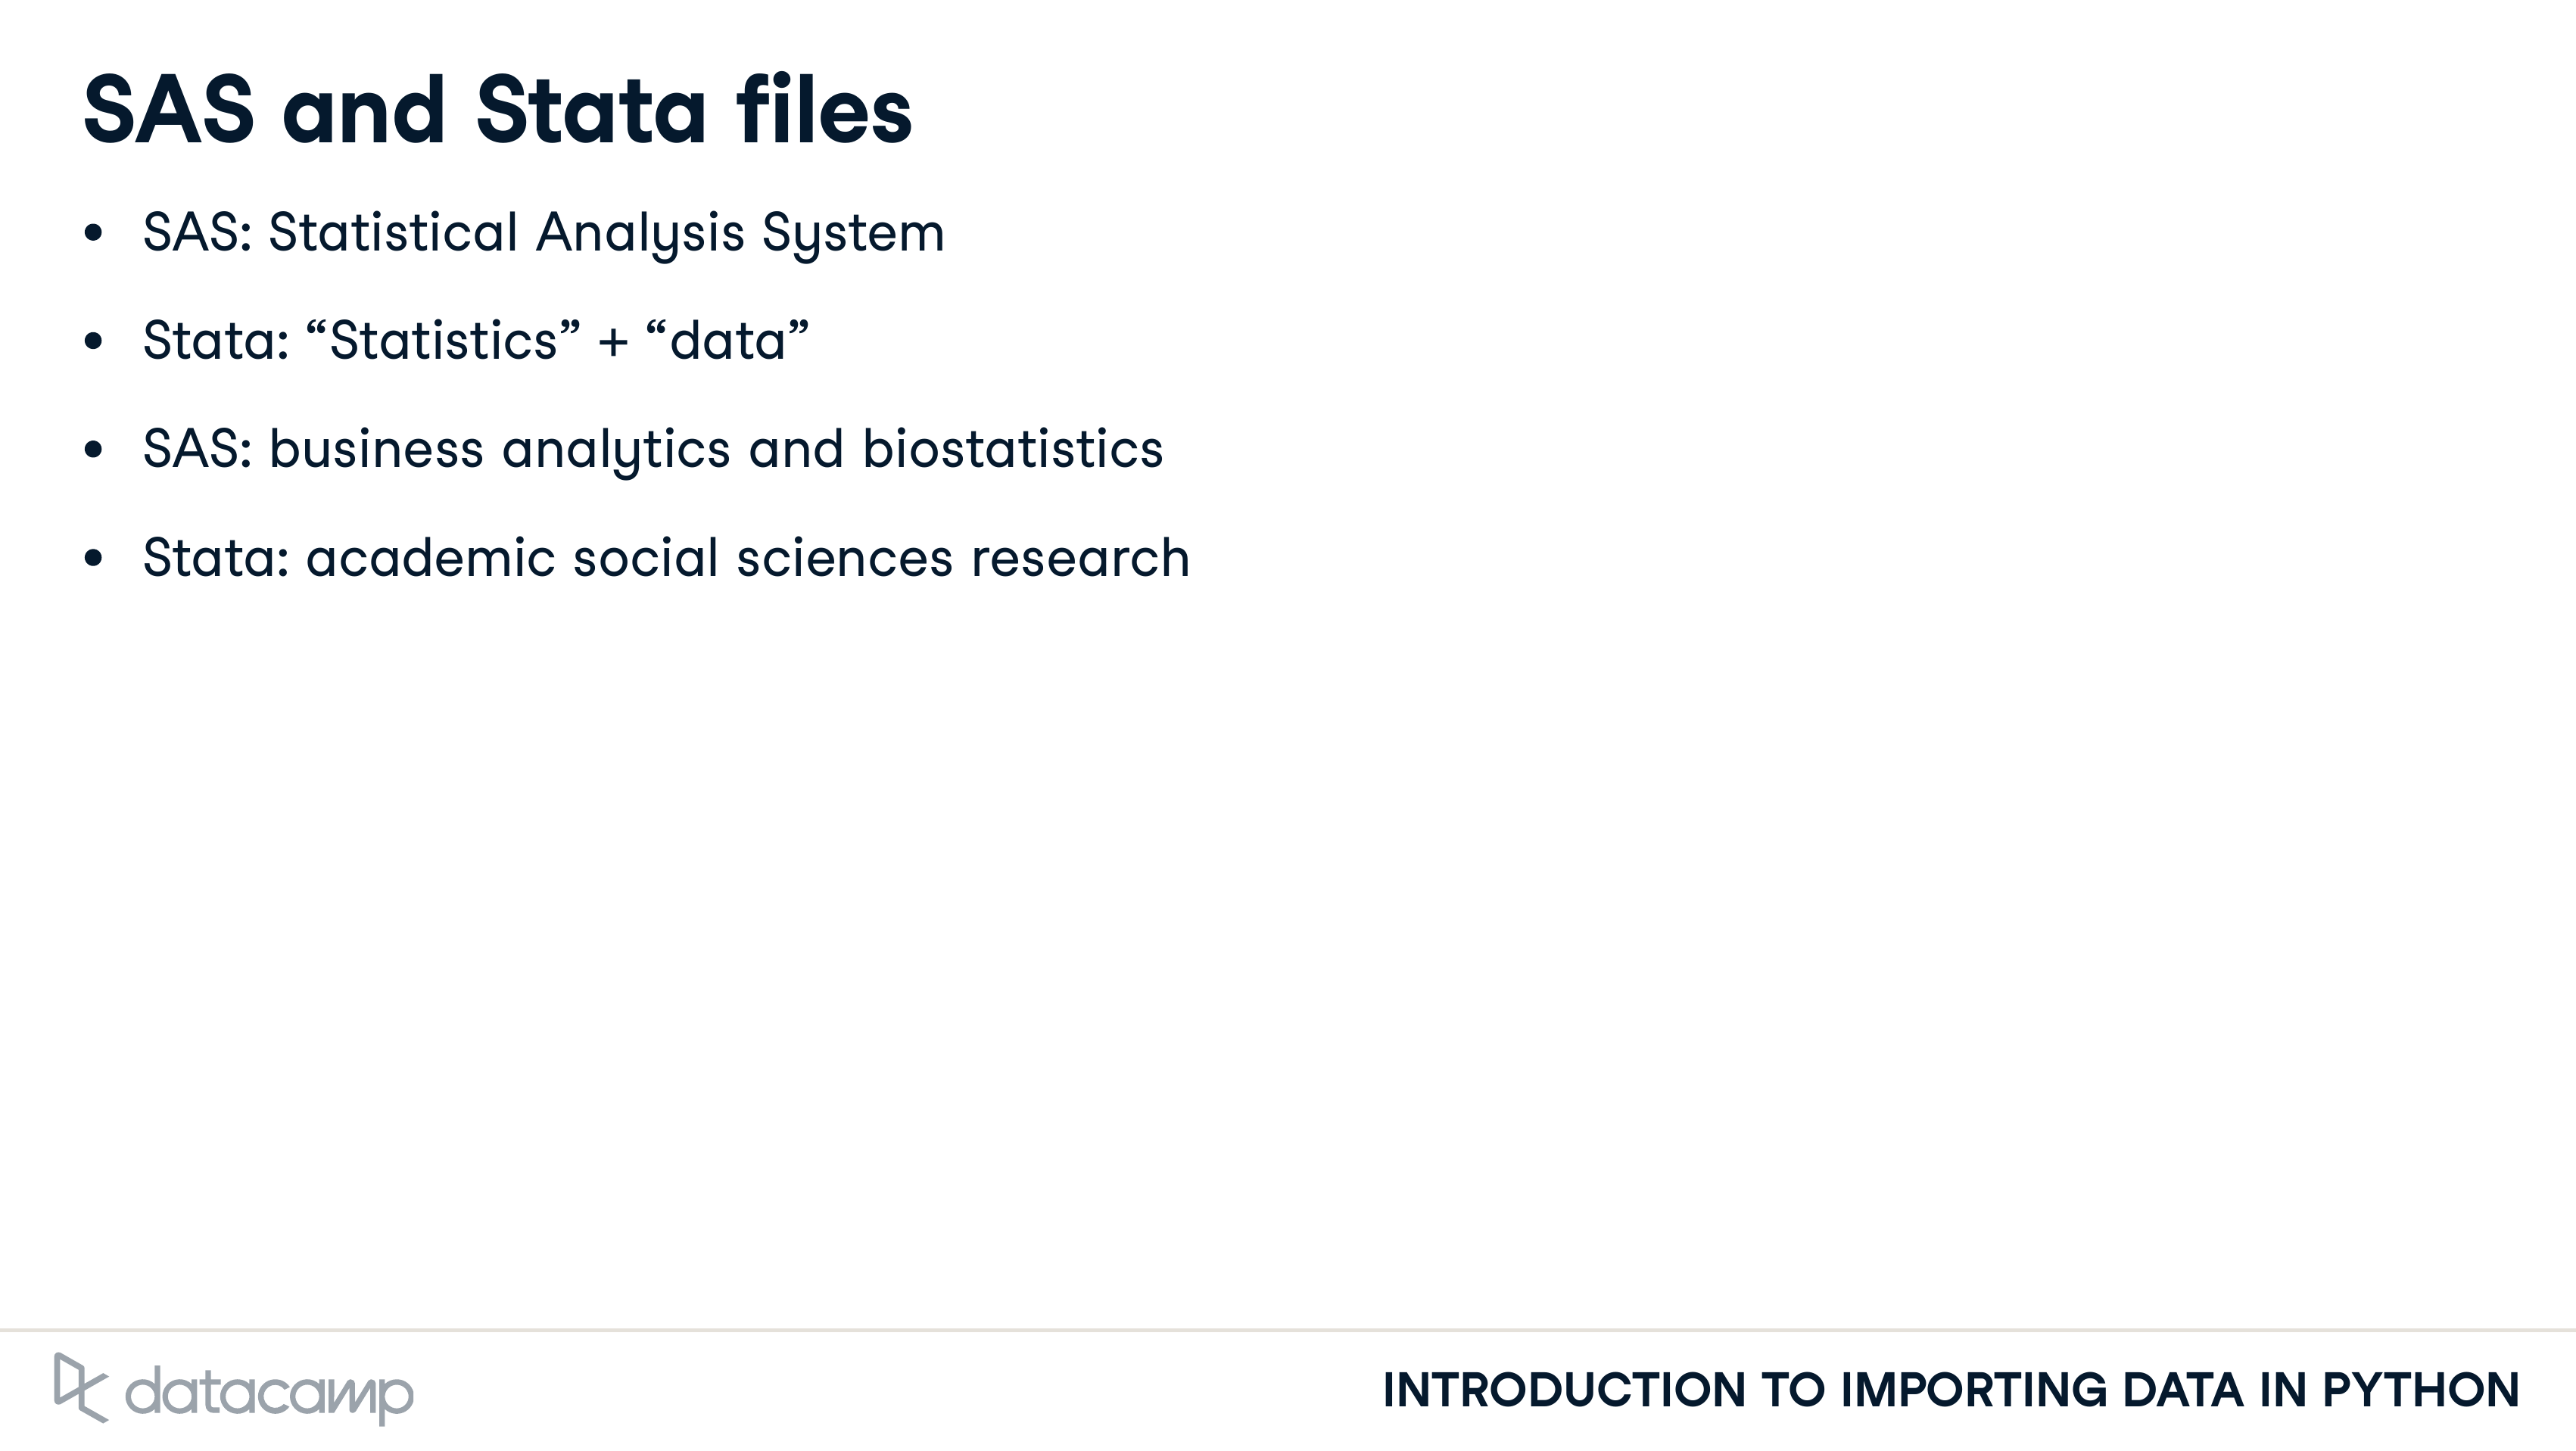 SAS and Stata files
• SAS: Statistical Analysis System
• Stata: “Statistics” + “data”
• SAS: business analytics and biostatistics
• Stata: academic social sciences research
datacamp
INTRODUCTION TO IMPORTING DATA IN PYTHON